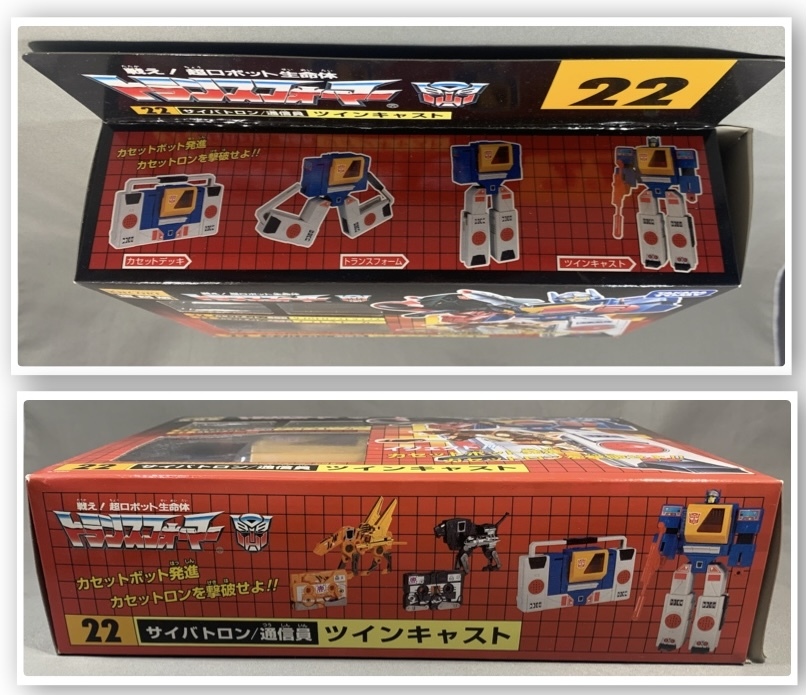 戦え!超ロボット生命体
トランスフォーマー
22
22 サイバトロン/通信員 ツインキャスト
カセットボット発進
カセットロンを撃破せよ!!
カセットデッキ
トランスフォーム
ツインキャスト
22 サイバトロン/通信員 ツインキャスト
戦え!超ロボット生命体
トランスフォーマー
カセットボット発進
カセットロンを撃破せよ!!
22 サイバトロン/通信員 ツインキャスト